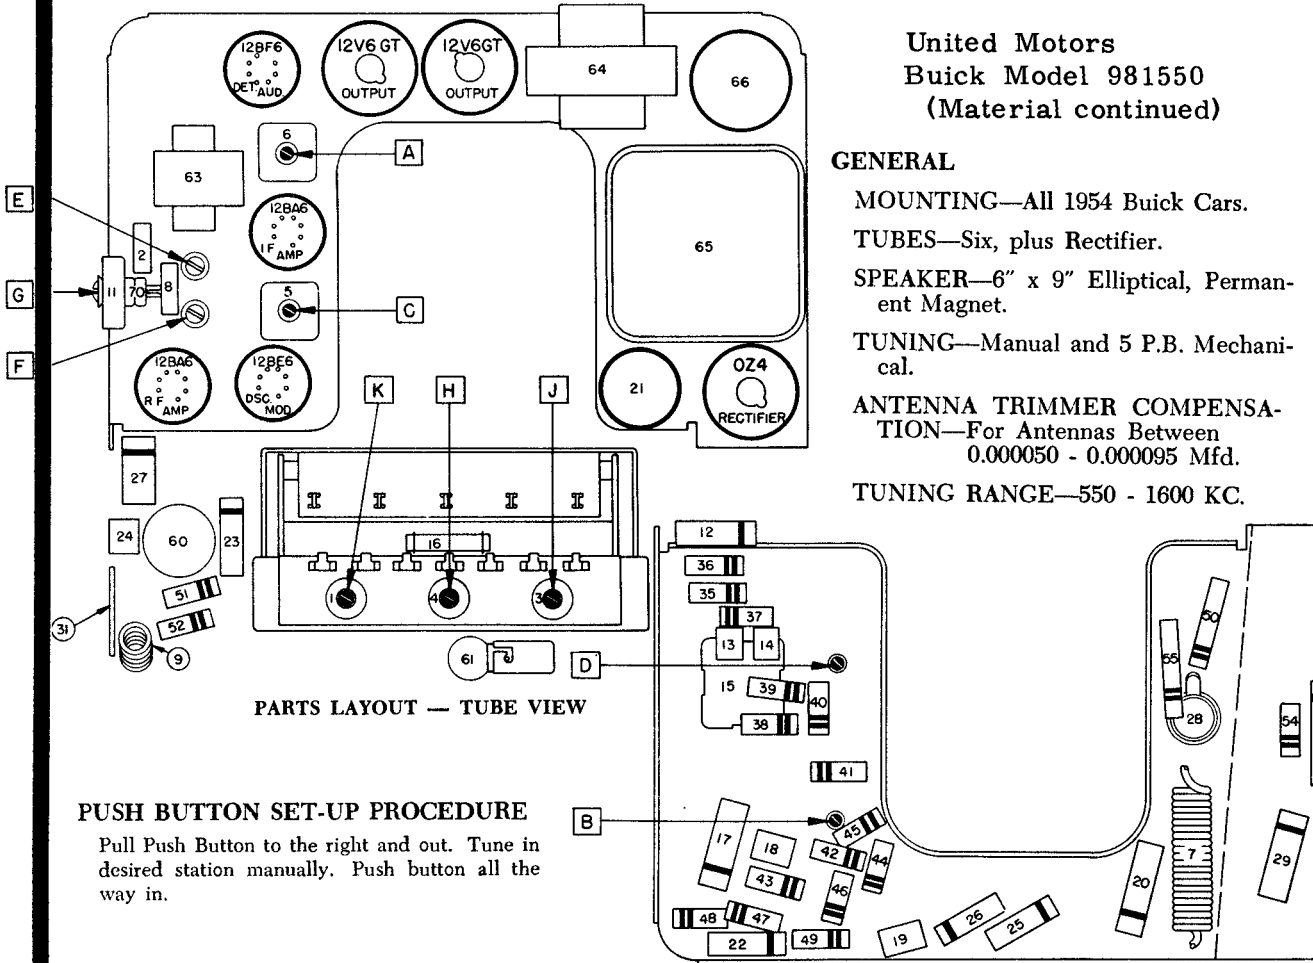 United Motors
Buick Model 981550
(Material continued)
GENERAL
MOUNTING—All 1954 Buick Cars.
TUBES—Six, plus Rectifier.
SPEAKER—6″ x 9″ Elliptical, Perman-
ent Magnet.
TUNING—Manual and 5 P.B. Mechani-
cal.
ANTENNA TRIMMER COMPENSA-
TION—For Antennas Between
0.000050 - 0.000095 Mfd.
TUNING RANGE—550 - 1600 KC.
12BF6
DET. AUD.
12V6 GT
OUTPUT
12V6GT
OUTPUT
64
66
6
A
63
E
12BA6
IF AMP
2
65
G
11
70
8
5
C
F
12BA6
RF AMP
12BE6
OSC. MOD.
K
H
J
21
OZ4
RECTIFIER
27
24
60
23
16
51
52
31
9
1
4
3
61
PARTS LAYOUT — TUBE VIEW
PUSH BUTTON SET-UP PROCEDURE
Pull Push Button to the right and out. Tune in
desired station manually. Push button all the
way in.
12
36
35
37
13
14
D
15
39
40
38
41
B
17
18
45
42
44
43
46
48
47
22
49
19
26
25
20
7
50
55
28
54
29